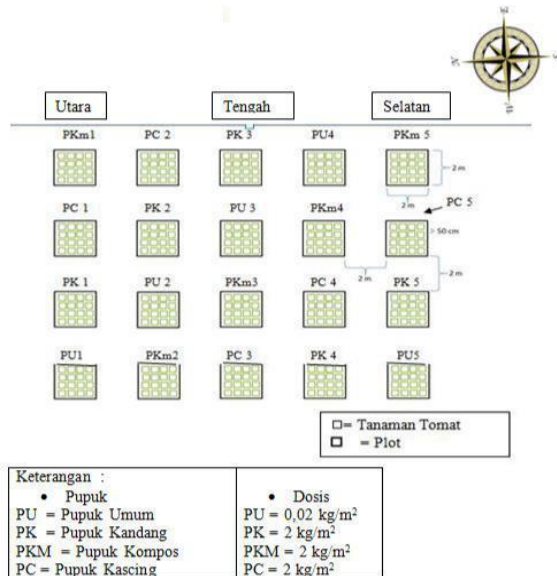 Utara Tengah Selatan
PKm1 PC 2 PK 3 PU4 PKm 5
2 m
2 m
PC 1 PK 2 PU 3 PKm4 PC 5
50 cm
2 m
2 m
PK 1 PU 2 PKm3 PC 4 PK 5
PU1 PKm2 PC 3 PK 4 PU5
= Tanaman Tomat
= Plot
Keterangan :
• Pupuk
PU = Pupuk Umum
PK = Pupuk Kandang
PKM = Pupuk Kompos
PC = Pupuk Kascing
• Dosis
PU = 0,02 kg/m²
PK = 2 kg/m²
PKM = 2 kg/m²
PC = 2 kg/m²